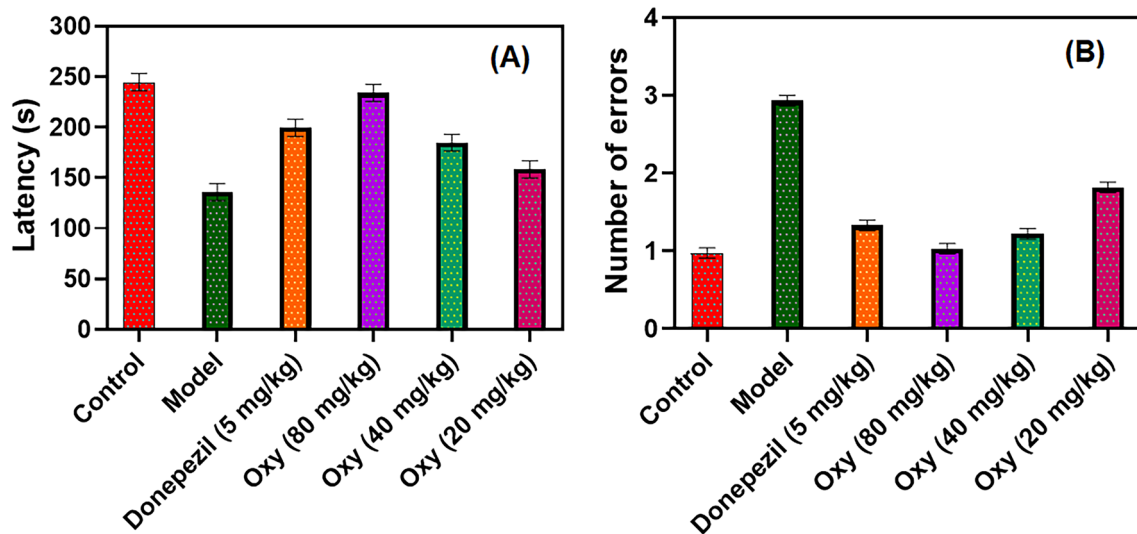 300
250
200
150
100
50
0
Latency (s)
(A)
Control
Model
Donepezil (5 mg/kg)
Oxy (80 mg/kg)
Oxy (40 mg/kg)
Oxy (20 mg/kg)
4
3
2
1
0
Number of errors
(B)
Control
Model
Donepezil (5 mg/kg)
Oxy (80 mg/kg)
Oxy (40 mg/kg)
Oxy (20 mg/kg)